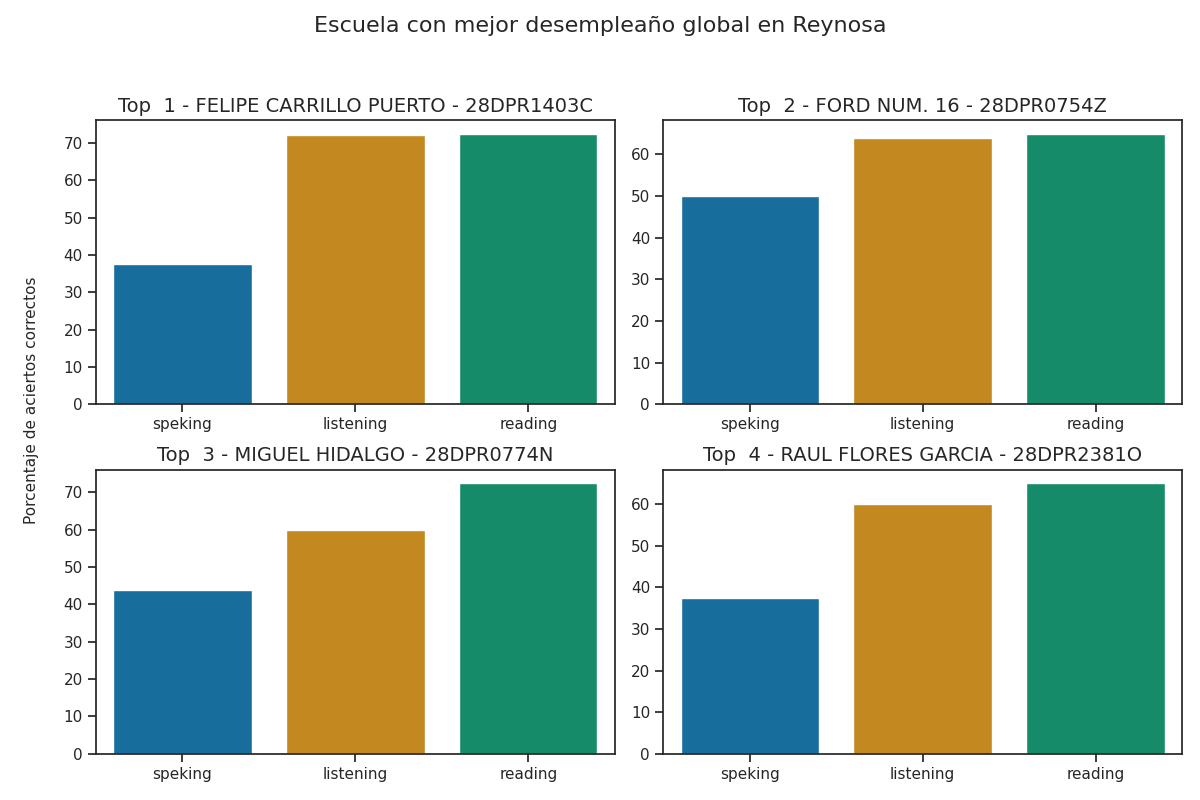 Escuela con mejor desempleaño global en Reynosa
Porcentaje de aciertos correctos
Top  1 - FELIPE CARRILLO PUERTO - 28DPR1403C
70
60
50
40
30
20
10
0
speking
listening
reading
Top  2 - FORD NUM. 16 - 28DPR0754Z
60
50
40
30
20
10
0
speking
listening
reading
Top  3 - MIGUEL HIDALGO - 28DPR0774N
70
60
50
40
30
20
10
0
speking
listening
reading
Top  4 - RAUL FLORES GARCIA - 28DPR2381O
60
50
40
30
20
10
0
speking
listening
reading